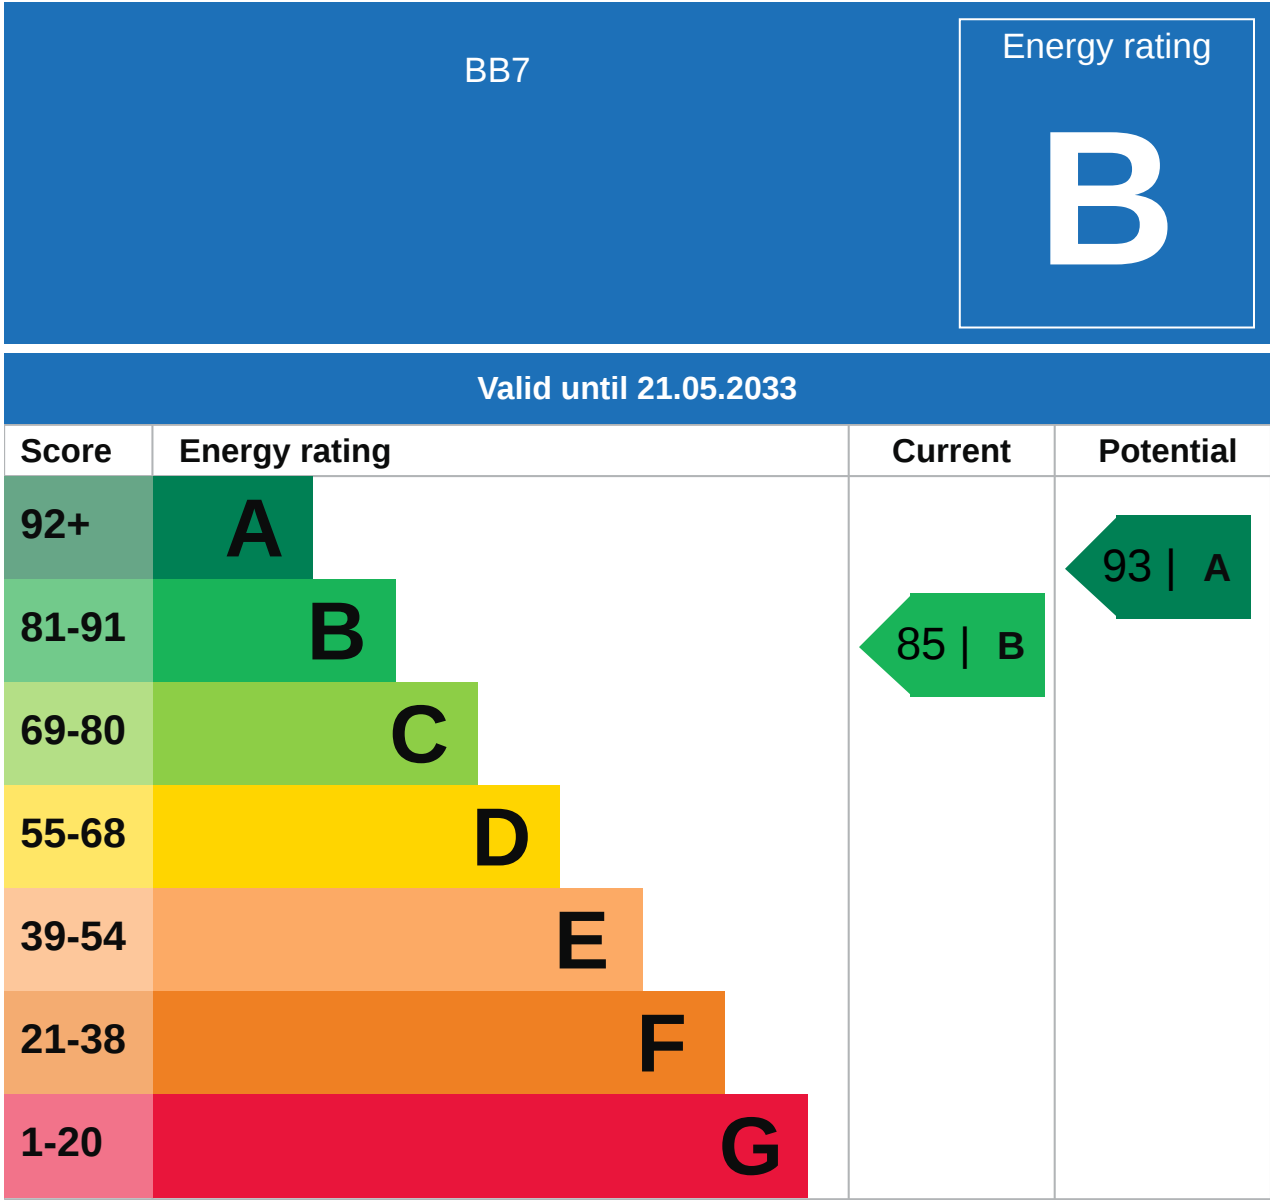 BB7
Energy rating
B
Valid until 21.05.2033
Score Energy rating Current Potential
92+ A
93 | A
81-91 B
85 | B
69-80 C
55-68 D
39-54 E
21-38 F
1-20 G